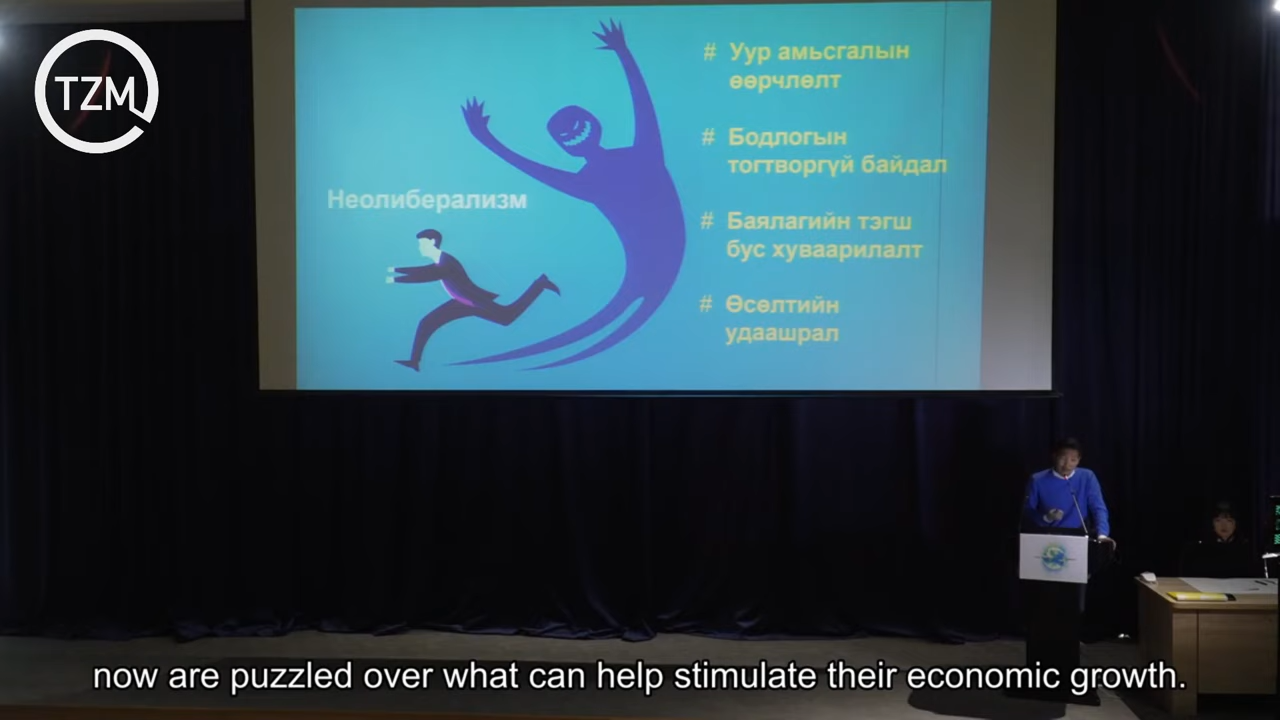 TZM
# Уур амьсгалын
өөрчлөлт
# Бодлогын
тогтворгүй байдал
Неолиберализм
# Баялагийн тэгш
бус хуваарилалт
# Өсөлтийн
удаашрал
now are puzzled over what can help stimulate their economic growth.